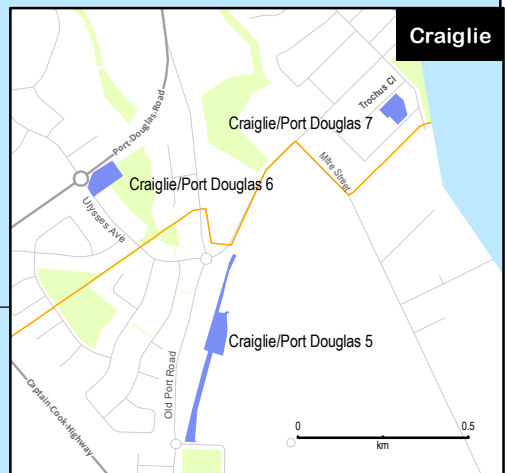 Craiglie
Trochus Cl
Craiglie/Port Douglas 7
Port-Douglas-Road
Mitre Street
Craiglie/Port Douglas 6
Ulysses Ave
Craiglie/Port Douglas 5
Old Port Road
Captain-Cook-Highway
0 0.5
km